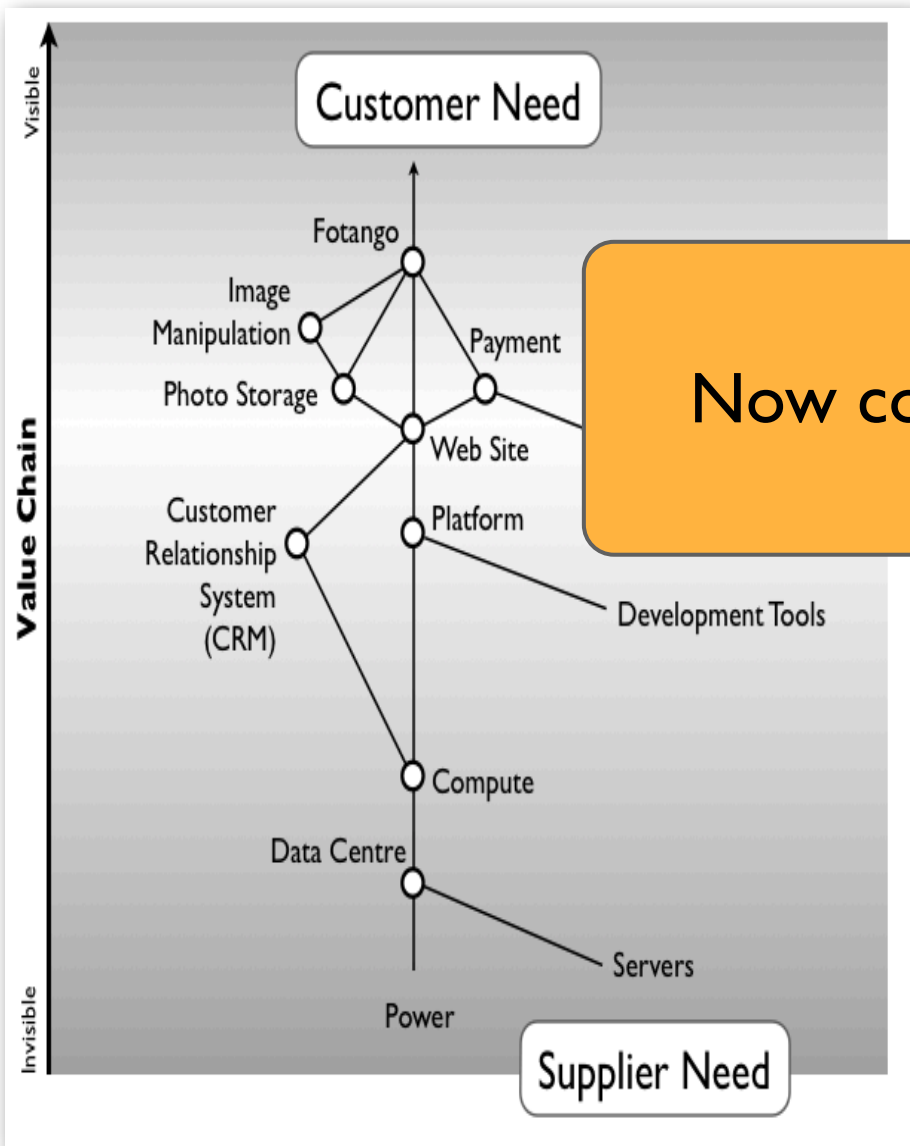 Visible
Customer Need
Fotango
Image
Manipulation
Payment
Photo Storage
Now
Web Site
Value Chain
Customer
Relationship
System
(CRM)
Platform
Development Tools
Compute
Data Centre
Servers
Power
Invisible
Supplier Need